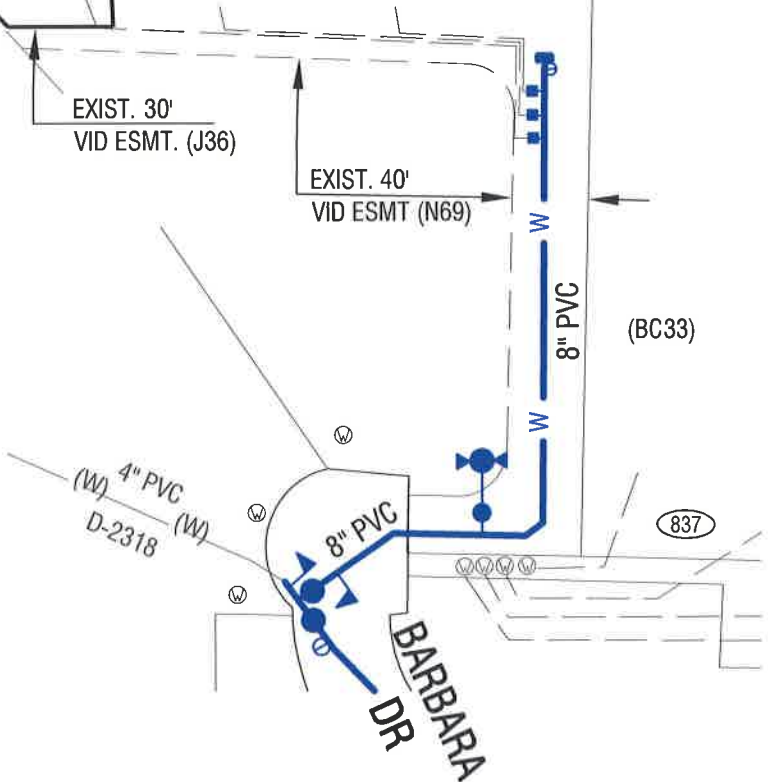 EXIST. 30'
VID ESMT. (J36)
EXIST. 40'
VID ESMT (N69)
W
8" PVC
(BC33)
W
W
4" PVC
(W)
(W)
D-2318
W
8" PVC
837
W W W W
W
BARBARA
DR